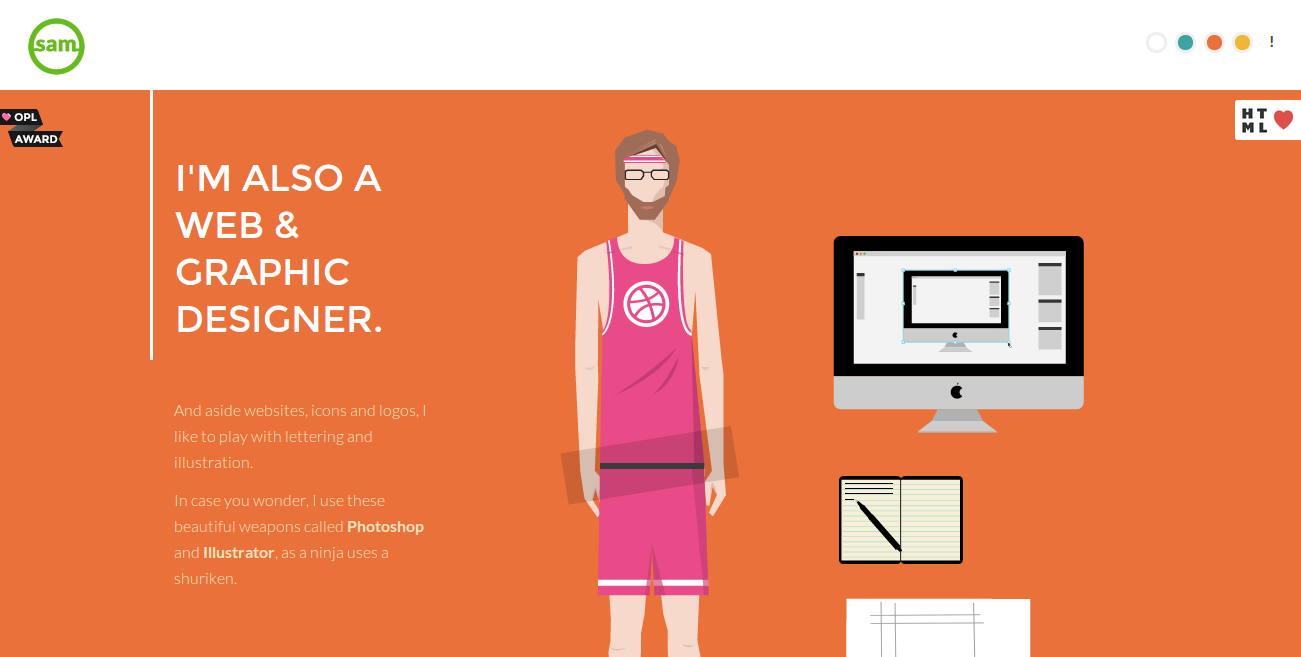 sam
!
OPL
AWARD
HT
ML
I'M ALSO A
WEB &
GRAPHIC
DESIGNER.
And aside websites, icons and logos, I
like to play with lettering and
illustration.
In case you wonder, I use these
beautiful weapons called Photoshop
and Illustrator, as a ninja uses a
shuriken.